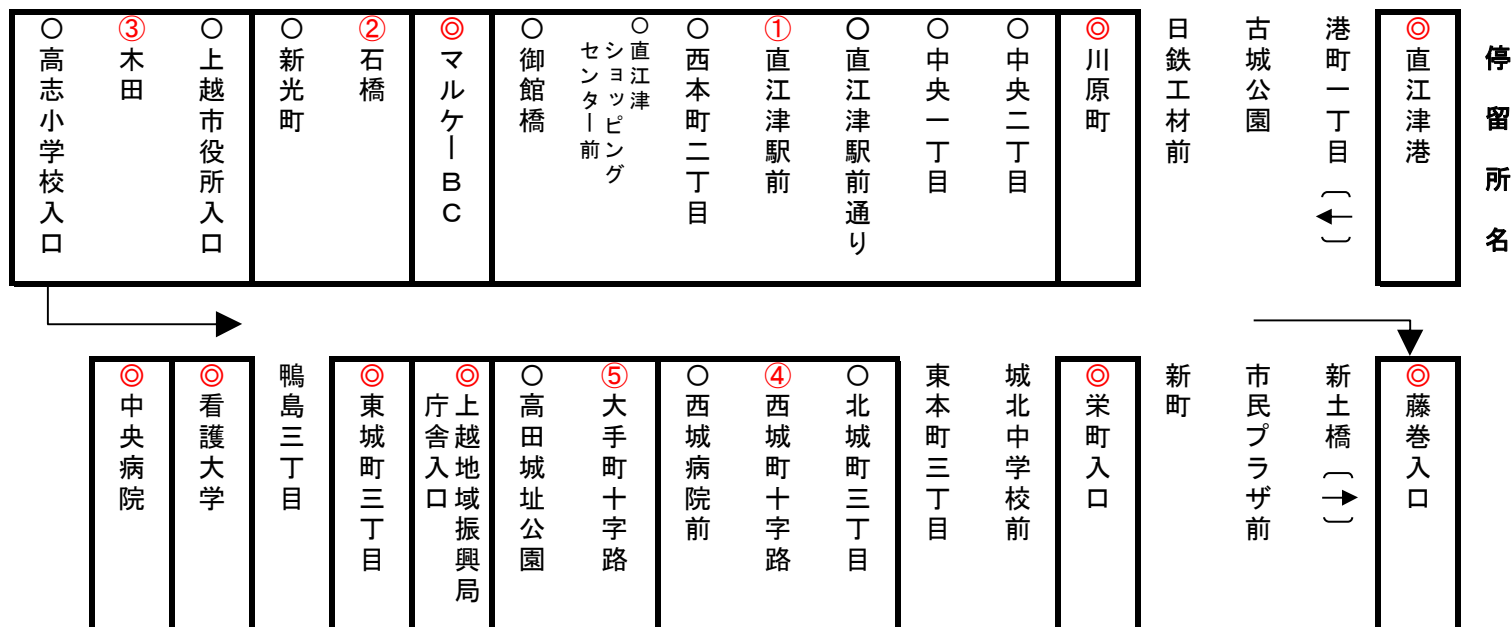 停留所名
◎直江津港
港町一丁目（←）
古城公園
日鉄工材前
◎川原町
○中央二丁目
○中央一丁目
○直江津駅前通り
①直江津駅前
○西本町二丁目
○直江津
ショッピング
センター前
○御館橋
◎マルケーBC
②石橋
○新光町
○上越市役所入口
③木田
○高志小学校入口
◎藤巻入口
新土橋（→）
市民プラザ前
新町
◎栄町入口
城北中学校前
東本町三丁目
○北城町三丁目
④西城町十字路
○西城病院前
⑤大手町十字路
○高田城址公園
◎上越地域振興局
庁舎入口
◎東城町三丁目
鴨島三丁目
◎看護大学
◎中央病院